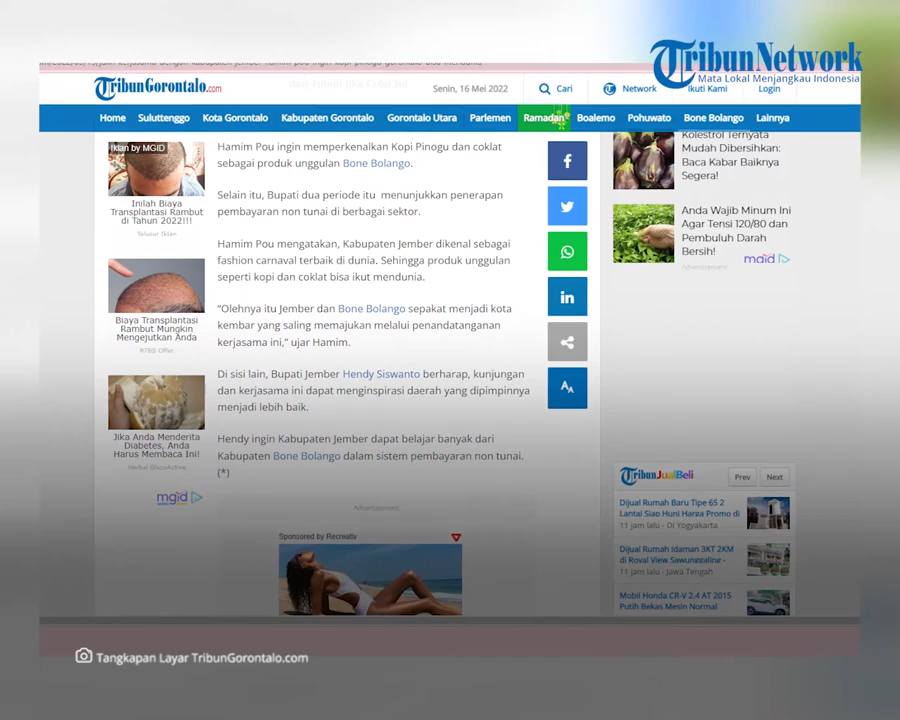 TribunNetwork
Mata Lokal Menjangkau Indonesia
TribunGorontalo.com
Senin, 16 Mei 2022
Cari
Network
Ikuti Kami
Login
Home
Suluttenggo
Kota Gorontalo
Kabupaten Gorontalo
Gorontalo Utara
Parlemen
Ramadan
Boalemo
Pohuwato
Bone Bolango
Lainnya
Iklan by MGID
Inilah Biaya
Transplantasi Rambut
di Tahun 2022!!!
Telusur Iklan
Biaya Transplantasi
Rambut Mungkin
Mengejutkan Anda
RTBS Offer
Jika Anda Menderita
Diabetes, Anda
Harus Membaca Ini!
Herbal GlucoActive
mgid
Hamim Pou ingin memperkenalkan Kopi Pinogu dan coklat
sebagai produk unggulan Bone Bolango.
Selain itu, Bupati dua periode itu menunjukkan penerapan
pembayaran non tunai di berbagai sektor.
Hamim Pou mengatakan, Kabupaten Jember dikenal sebagai
fashion carnaval terbaik di dunia. Sehingga produk unggulan
seperti kopi dan coklat bisa ikut mendunia.
“Olehnya itu Jember dan Bone Bolango sepakat menjadi kota
kembar yang saling memajukan melalui penandatanganan
kerjasama ini,” ujar Hamim.
Di sisi lain, Bupati Jember Hendy Siswanto berharap, kunjungan
dan kerjasama ini dapat menginspirasi daerah yang dipimpinnya
menjadi lebih baik.
Hendy ingin Kabupaten Jember dapat belajar banyak dari
Kabupaten Bone Bolango dalam sistem pembayaran non tunai.
(*)
Advertisement
Sponsored by Recreativ
Kolestrol Ternyata
Mudah Dibersihkan:
Baca Kabar Baiknya
Segera!
Anda Wajib Minum Ini
Agar Tensi 120/80 dan
Pembuluh Darah
Bersih!
Advertisement
maid
TribunJualBeli
Prev
Next
Dijual Rumah Baru Tipe 65 2
Lantai Siap Huni Harga Promo di
11 jam lalu - DI Yogyakarta
Dijual Rumah Idaman 3KT 2KM
di Royal View Sawunggaling -
11 jam lalu - Jawa Tengah
Mobil Honda CR-V 2.4 AT 2015
Putih Bekas Mesin Normal
Tangkapan Layar TribunGorontalo.com